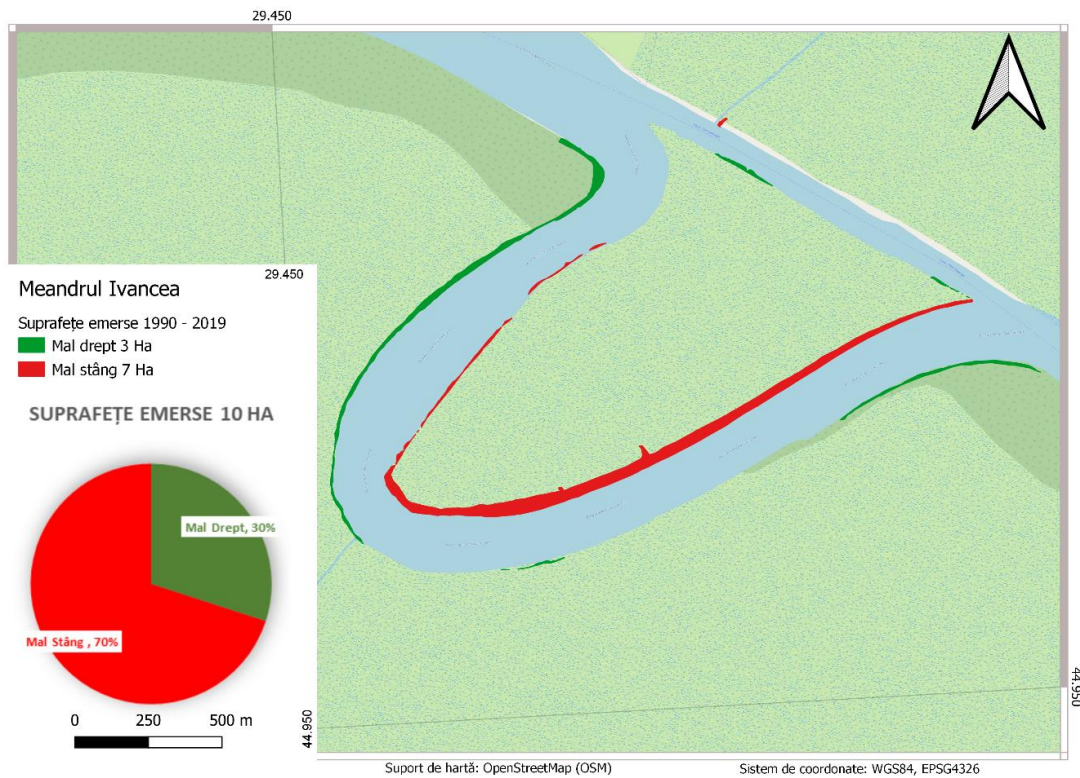 29.450
29.450
Meandrul Ivancea
Suprafețe emerse 1990 - 2019
Mal drept 3 Ha
Mal stâng 7 Ha
SUPRAFEȚE EMERSE 10 HA
Mal Drept, 30%
Mal Stâng , 70%
0 250 500 m
44.950
44.950
Suport de hartă: OpenStreetMap (OSM)
Sistem de coordonate: WGS84, EPSG4326